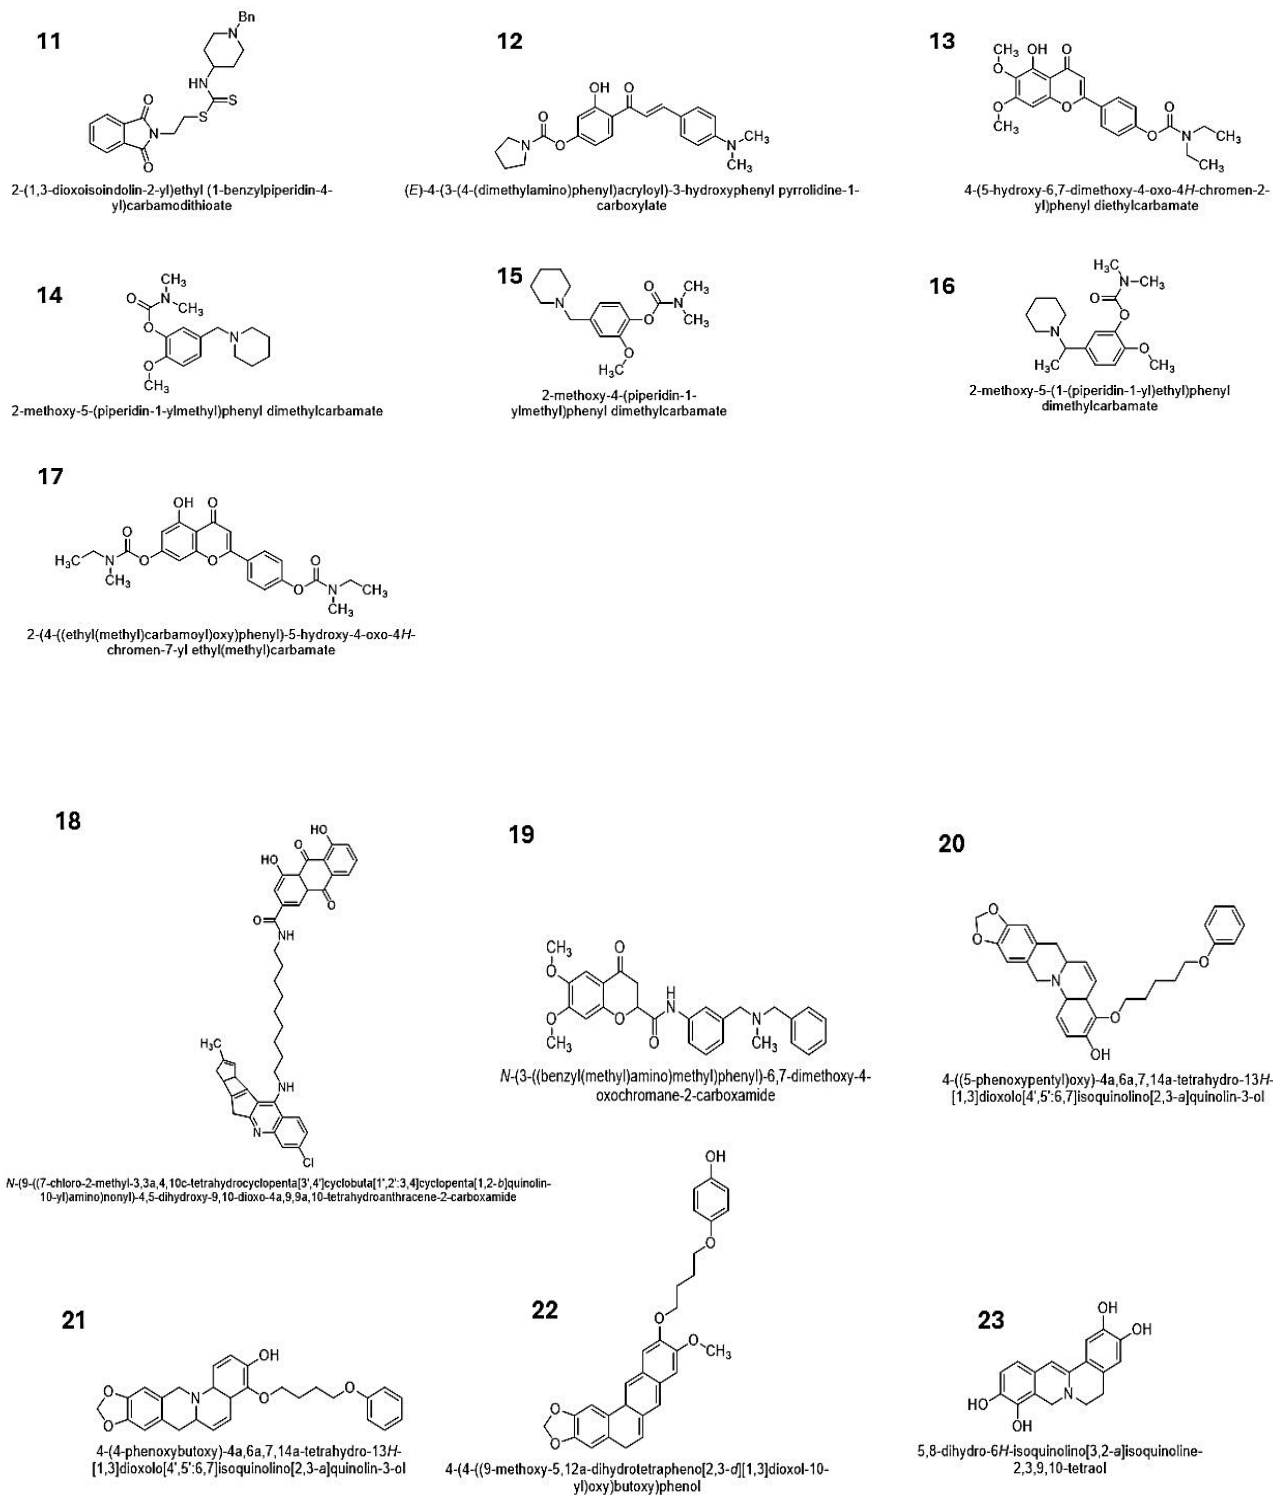 11
Bn
N
HN
S
S
O
N
O
2-(1,3-dioxoisoindolin-2-yl)ethyl (1-benzylpiperidin-4-
yl)carbamodithioate
12
OH
O
O
N
O
N
CH₃
CH₃
(E)-4-(3-(4-(dimethylamino)phenyl)acryloyl)-3-hydroxyphenyl pyrrolidine-1-
carboxylate
13
CH₃
OH
O
O
O
CH₃
O
O
O
N
CH₃
CH₃
4-(5-hydroxy-6,7-dimethoxy-4-oxo-4H-chromen-2-
yl)phenyl diethylcarbamate
14
CH₃
O
N
CH₃
O
N
O
CH₃
2-methoxy-5-(piperidin-1-ylmethyl)phenyl dimethylcarbamate
15
N
O
CH₃
N
O
CH₃
O
H₃C
2-methoxy-4-(piperidin-1-
ylmethyl)phenyl dimethylcarbamate
16
H₃C
N
CH₃
O
O
N
O
H₃C
CH₃
2-methoxy-5-(1-(piperidin-1-yl)ethyl)phenyl
dimethylcarbamate
17
OH
O
O
H₃C
N
O
CH₃
O
O
O
N
CH₃
CH₃
2-(4-((ethyl(methyl)carbamoyl)oxy)phenyl)-5-hydroxy-4-oxo-4H-
chromen-7-yl ethyl(methyl)carbamate
18
HO
O
HO
O
O
NH
H₃C
NH
N
Cl
N-(9-((7-chloro-2-methyl-3,3a,4,10c-tetrahydrocyclopenta[3',4']cyclobuta[1',2':3,4]cyclopenta[1,2-b]quinolin-
10-yl)amino)nonyl)-4,5-dihydroxy-9,10-dioxo-4a,9,9a,10-tetrahydroanthracene-2-carboxamide
19
CH₃
O
O
O
CH₃
O
O
H
N
N
CH₃
N-(3-((benzyl(methyl)amino)methyl)phenyl)-6,7-dimethoxy-4-
oxochromane-2-carboxamide
20
O
O
N
O
O
OH
4-((5-phenoxypentyl)oxy)-4a,6a,7,14a-tetrahydro-13H-
[1,3]dioxolo[4',5':6,7]isoquinolino[2,3-a]quinolin-3-ol
21
OH
O
O
N
O
O
4-(4-phenoxybutoxy)-4a,6a,7,14a-tetrahydro-13H-
[1,3]dioxolo[4',5':6,7]isoquinolino[2,3-a]quinolin-3-ol
22
OH
O
O
O
CH₃
O
O
4-(4-((9-methoxy-5,12a-dihydrotetrapheno[2,3-d][1,3]dioxol-10-
yl)oxy)butoxy)phenol
23
OH
OH
HO
N
OH
5,8-dihydro-6H-isoquinolino[3,2-a]isoquinoline-
2,3,9,10-tetraol